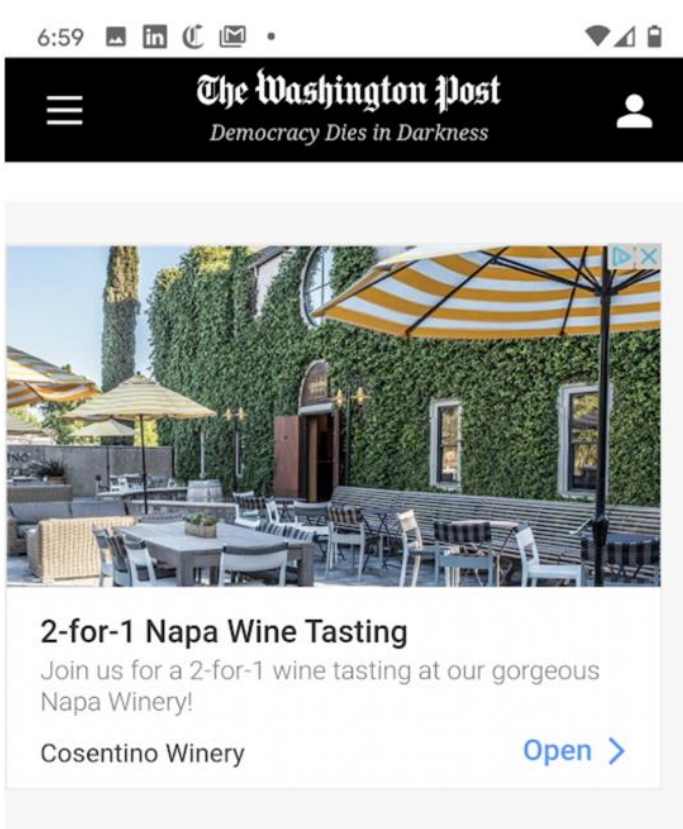 6:59
The Washington Post
Democracy Dies in Darkness
2-for-1 Napa Wine Tasting
Join us for a 2-for-1 wine tasting at our gorgeous
Napa Winery!
Cosentino Winery
Open